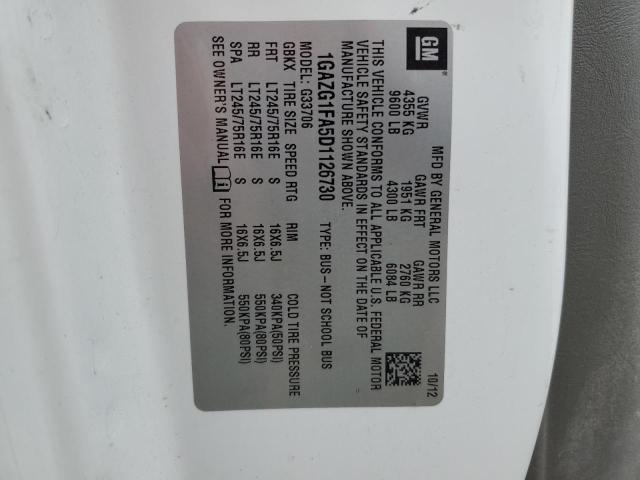 GM
MFD BY GENERAL MOTORS LLC 10/12
GVWR GAWR FRT GAWR RR
4355 KG 1951 KG 2760 KG
9600 LB 4300 LB 6084 LB
THIS VEHICLE CONFORMS TO ALL APPLICABLE U.S. FEDERAL MOTOR
VEHICLE SAFETY STANDARDS IN EFFECT ON THE DATE OF
MANUFACTURE SHOWN ABOVE.
1GAZG1FA5D1126730 TYPE: BUS-NOT SCHOOL BUS
MODEL: G33706
GBKX TIRE SIZE SPEED RTG RIM COLD TIRE PRESSURE
FRT LT245/75R16E S 16X6.5J 340KPA(50PSI)
RR LT245/75R16E S 16X6.5J 550KPA(80PSI)
SPA LT245/75R16E S 16X6.5J 550KPA(80PSI)
SEE OWNER'S MANUAL FOR MORE INFORMATION.